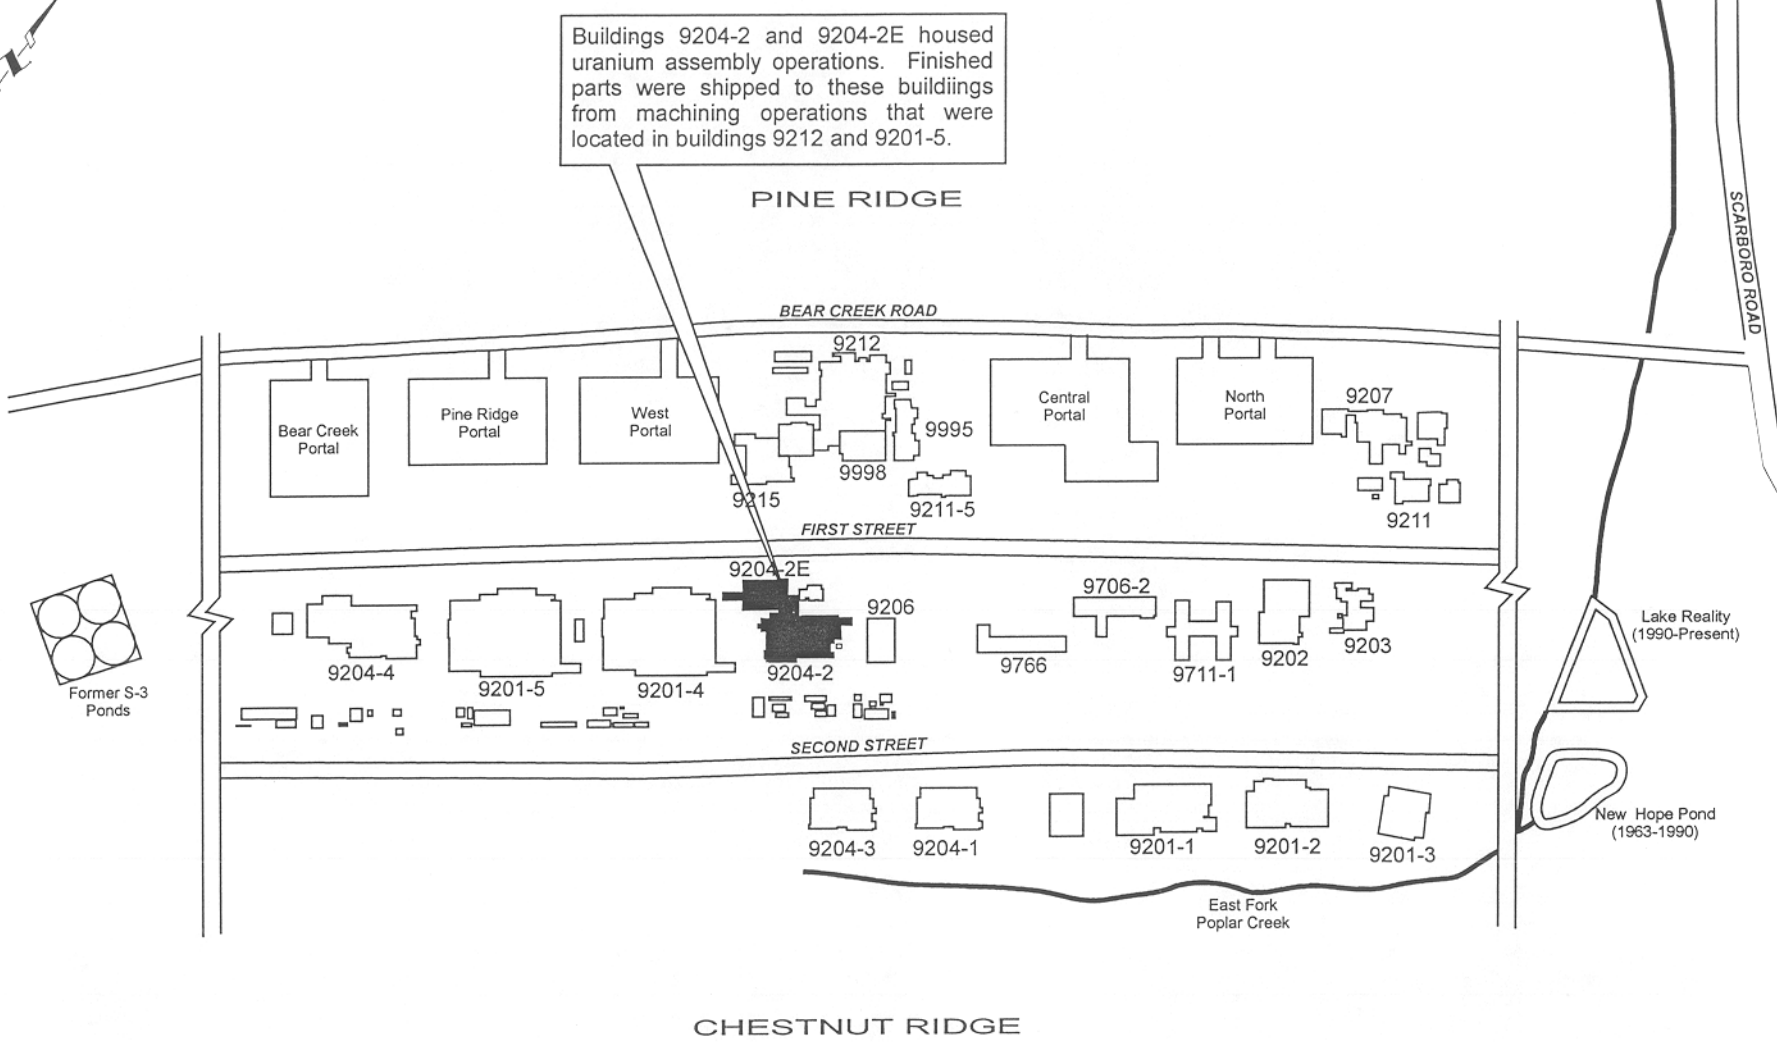 Buildings 9204-2 and 9204-2E housed
uranium assembly operations. Finished
parts were shipped to these buildiings
from machining operations that were
located in buildings 9212 and 9201-5.
PINE RIDGE
SCARBORO ROAD
BEAR CREEK ROAD
9212
Bear Creek
Portal
Pine Ridge
Portal
West
Portal
Central
Portal
North
Portal
9207
9995
9998
9215
9211-5
9211
FIRST STREET
9204-2E
9706-2
9206
Lake Reality
(1990-Present)
9204-4
9201-5
9201-4
9204-2
9766
9711-1
9202
9203
Former S-3
Ponds
SECOND STREET
New Hope Pond
(1963-1990)
9204-3
9204-1
9201-1
9201-2
9201-3
East Fork
Poplar Creek
CHESTNUT RIDGE